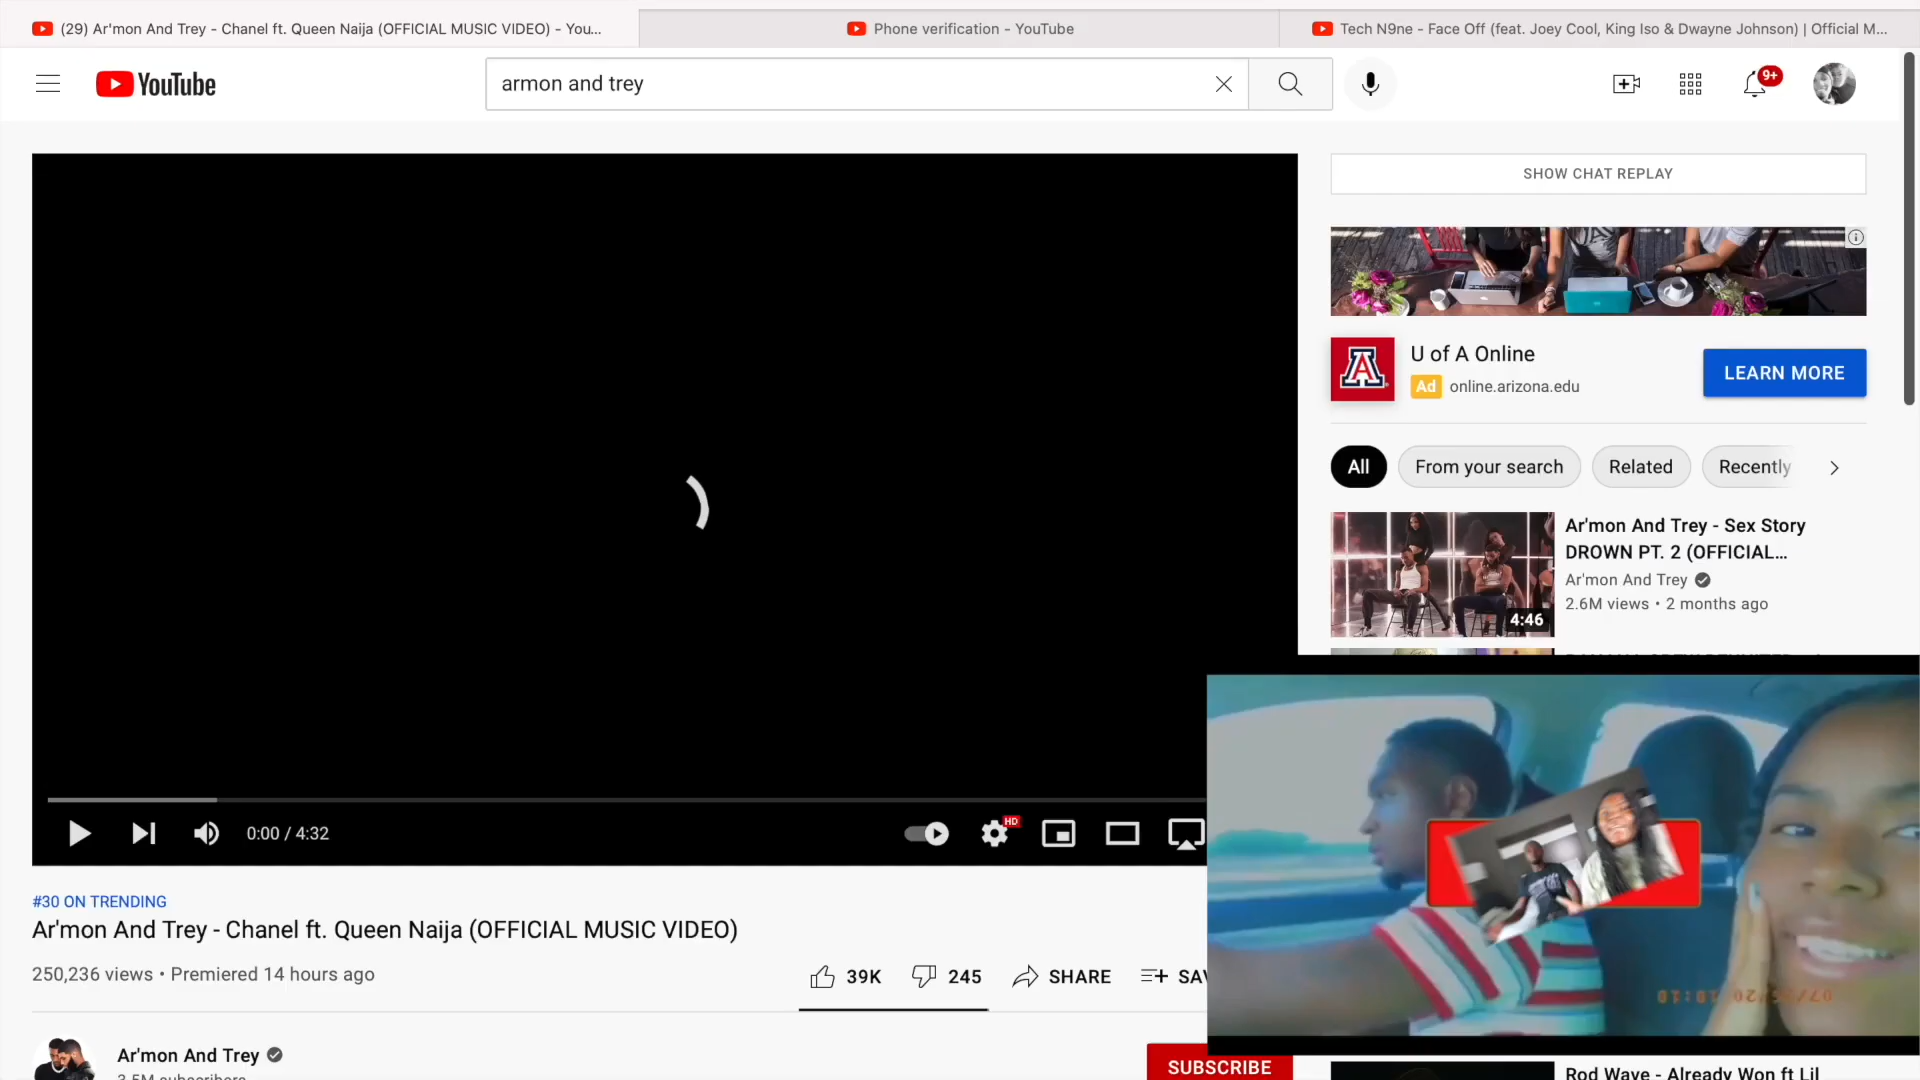 (29) Ar'mon And Trey - Chanel ft. Queen Naija (OFFICIAL MUSIC VIDEO) - You...
Phone verification - YouTube
Tech N9ne - Face Off (feat. Joey Cool, King Iso & Dwayne Johnson) | Official M...
YouTube
armon and trey
9+
SHOW CHAT REPLAY
U of A Online
Ad online.arizona.edu
LEARN MORE
All
From your search
Related
Recently
Ar'mon And Trey - Sex Story
DROWN PT. 2 (OFFICIAL...
Ar'mon And Trey
2.6M views • 2 months ago
4:46
0:00 / 4:32
HD
#30 ON TRENDING
Ar'mon And Trey - Chanel ft. Queen Naija (OFFICIAL MUSIC VIDEO)
250,236 views • Premiered 14 hours ago
39K
245
SHARE
SAV
Ar'mon And Trey
3.5M subscribers
SUBSCRIBE
Rod Wave - Already Won ft Lil